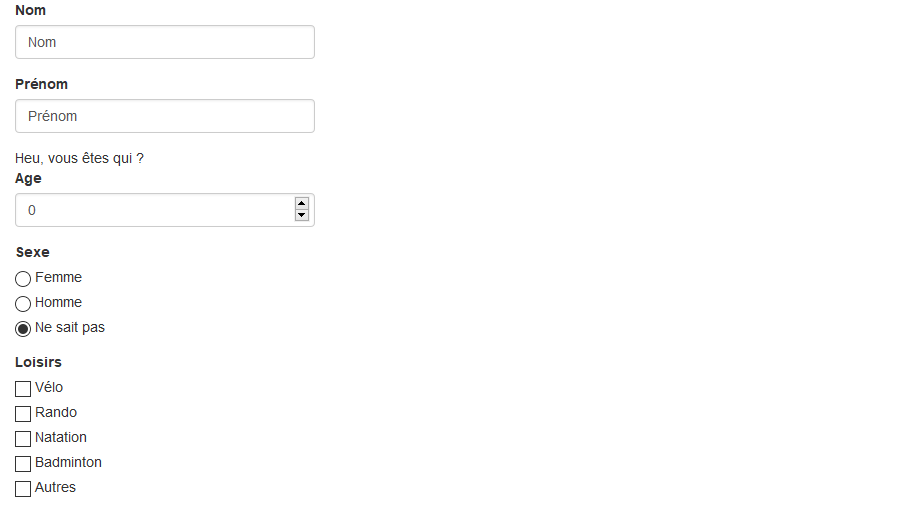 Nom
Nom
Prénom
Prénom
Heu, vous êtes qui ?
Age
0
Sexe
Femme
Homme
Ne sait pas
Loisirs
Vélo
Rando
Natation
Badminton
Autres